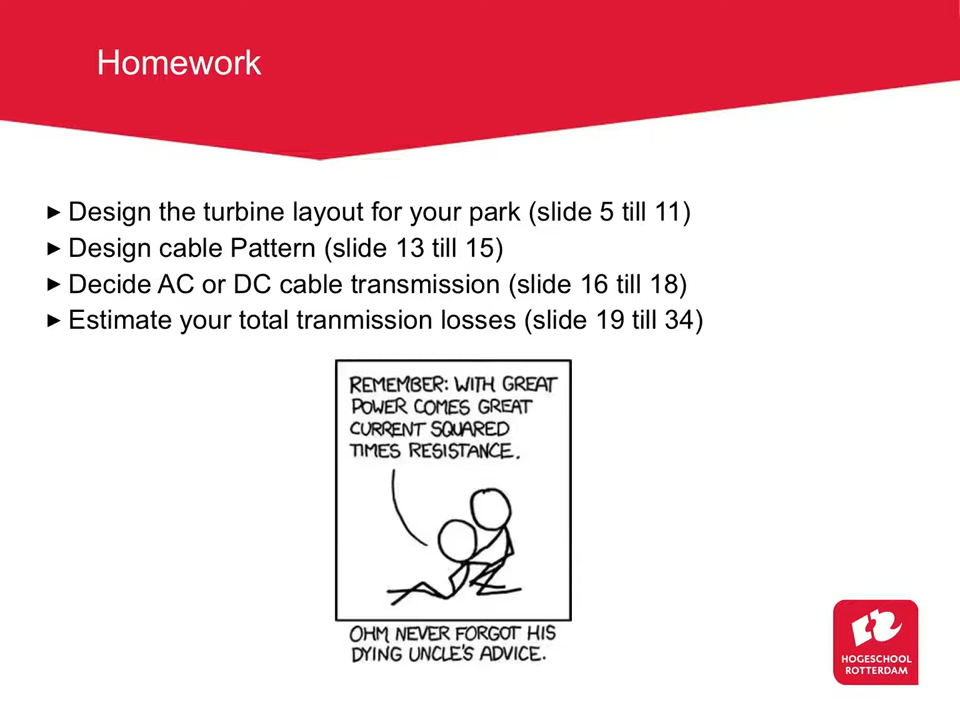 Homework
► Design the turbine layout for your park (slide 5 till 11)
► Design cable Pattern (slide 13 till 15)
► Decide AC or DC cable transmission (slide 16 till 18)
► Estimate your total tranmission losses (slide 19 till 34)
REMEMBER: WITH GREAT
POWER COMES GREAT
CURRENT SQUARED
TIMES RESISTANCE.
OHM NEVER FORGOT HIS
DYING UNCLE'S ADVICE.
HOGESCHOOL
ROTTERDAM